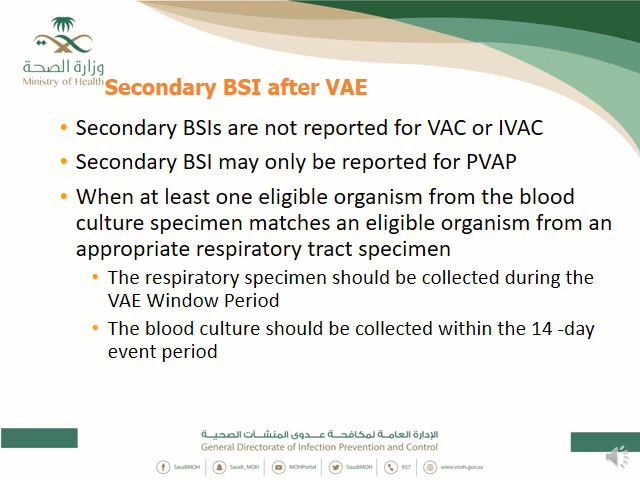 وزارة الصحة
Ministry of Health
Secondary BSI after VAE
• Secondary BSIs are not reported for VAC or IVAC
• Secondary BSI may only be reported for PVAP
• When at least one eligible organism from the blood
culture specimen matches an eligible organism from an
appropriate respiratory tract specimen
• The respiratory specimen should be collected during the
VAE Window Period
• The blood culture should be collected within the 14 -day
event period
الإدارة العامة لمكافحة عدوى المنشآت الصحية
General Directorate of Infection Prevention and Control
SaudiMOH Saudi_MOH MOHPortal SaudiMOH 937 www.moh.gov.sa